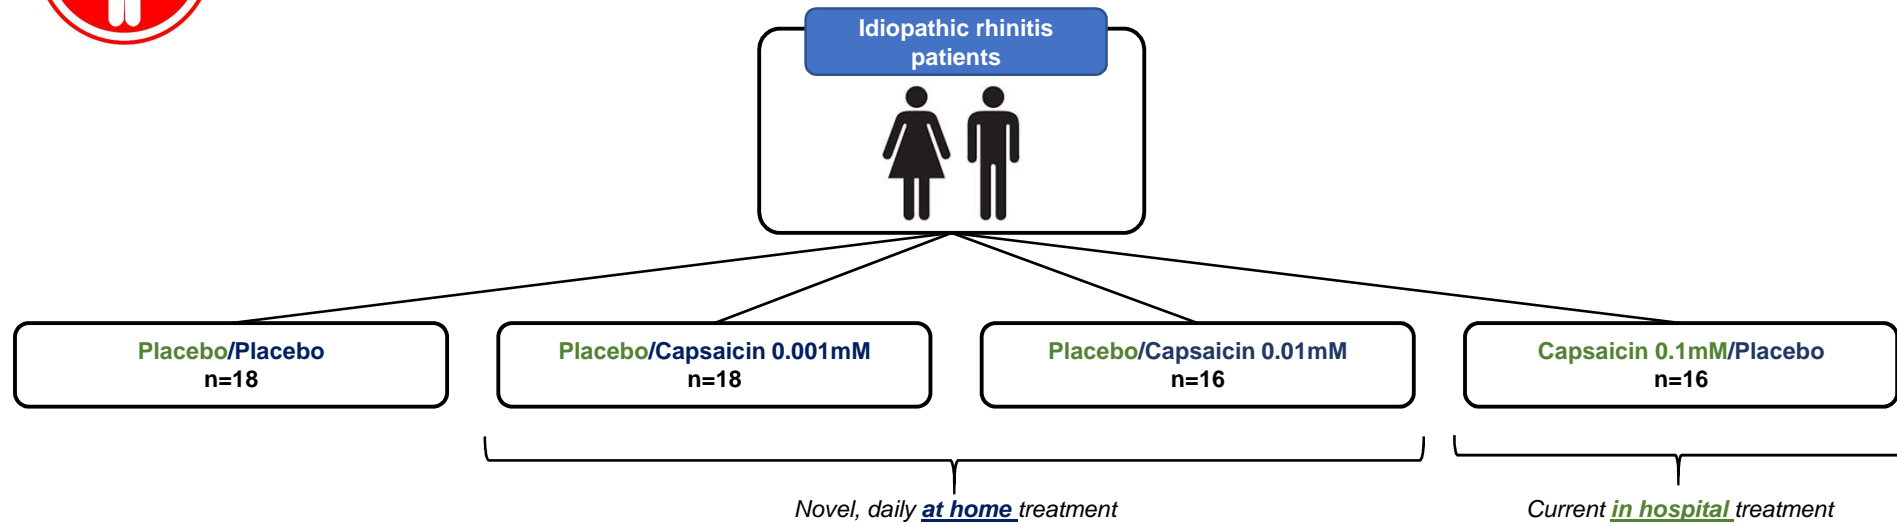 Idiopathic rhinitis
patients
Placebo/Placebo
n=18
Placebo/Capsaicin 0.001mM
n=18
Placebo/Capsaicin 0.01mM
n=16
Capsaicin 0.1mM/Placebo
n=16
Novel, daily at home treatment
Current in hospital treatment